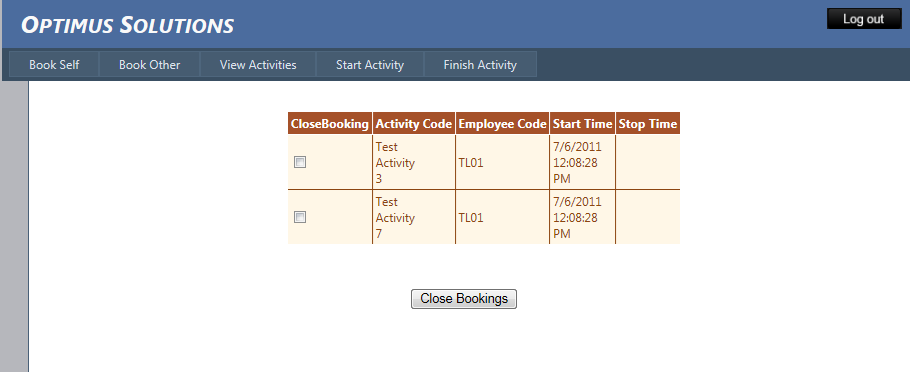 OPTIMUS SOLUTIONS
Log out
Book Self Book Other View Activities Start Activity Finish Activity
CloseBooking Activity Code Employee Code Start Time Stop Time
Test 7/6/2011
Activity TL01 12:08:28
3 PM
Test 7/6/2011
Activity TL01 12:08:28
7 PM
Close Bookings